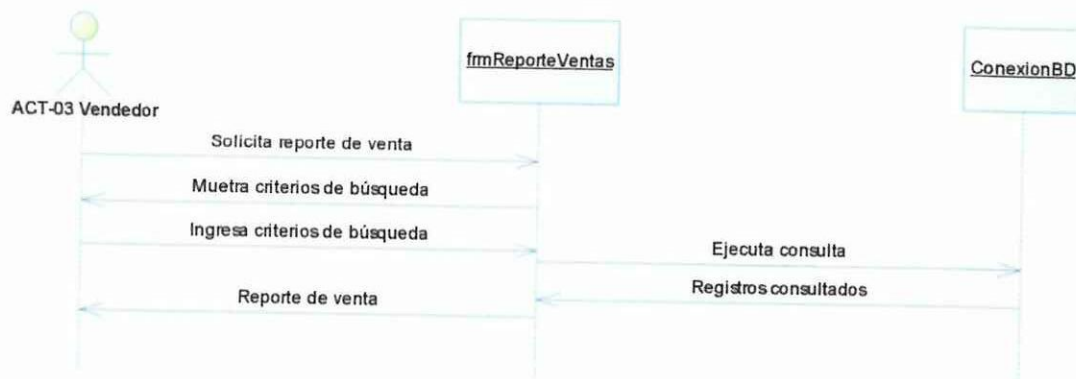 frmReporteVentas
ConexionBD
ACT-03 Vendedor
Solicita reporte de venta
Muetra criterios de búsqueda
Ingresa criterios de búsqueda
Ejecuta consulta
Registros consultados
Reporte de venta